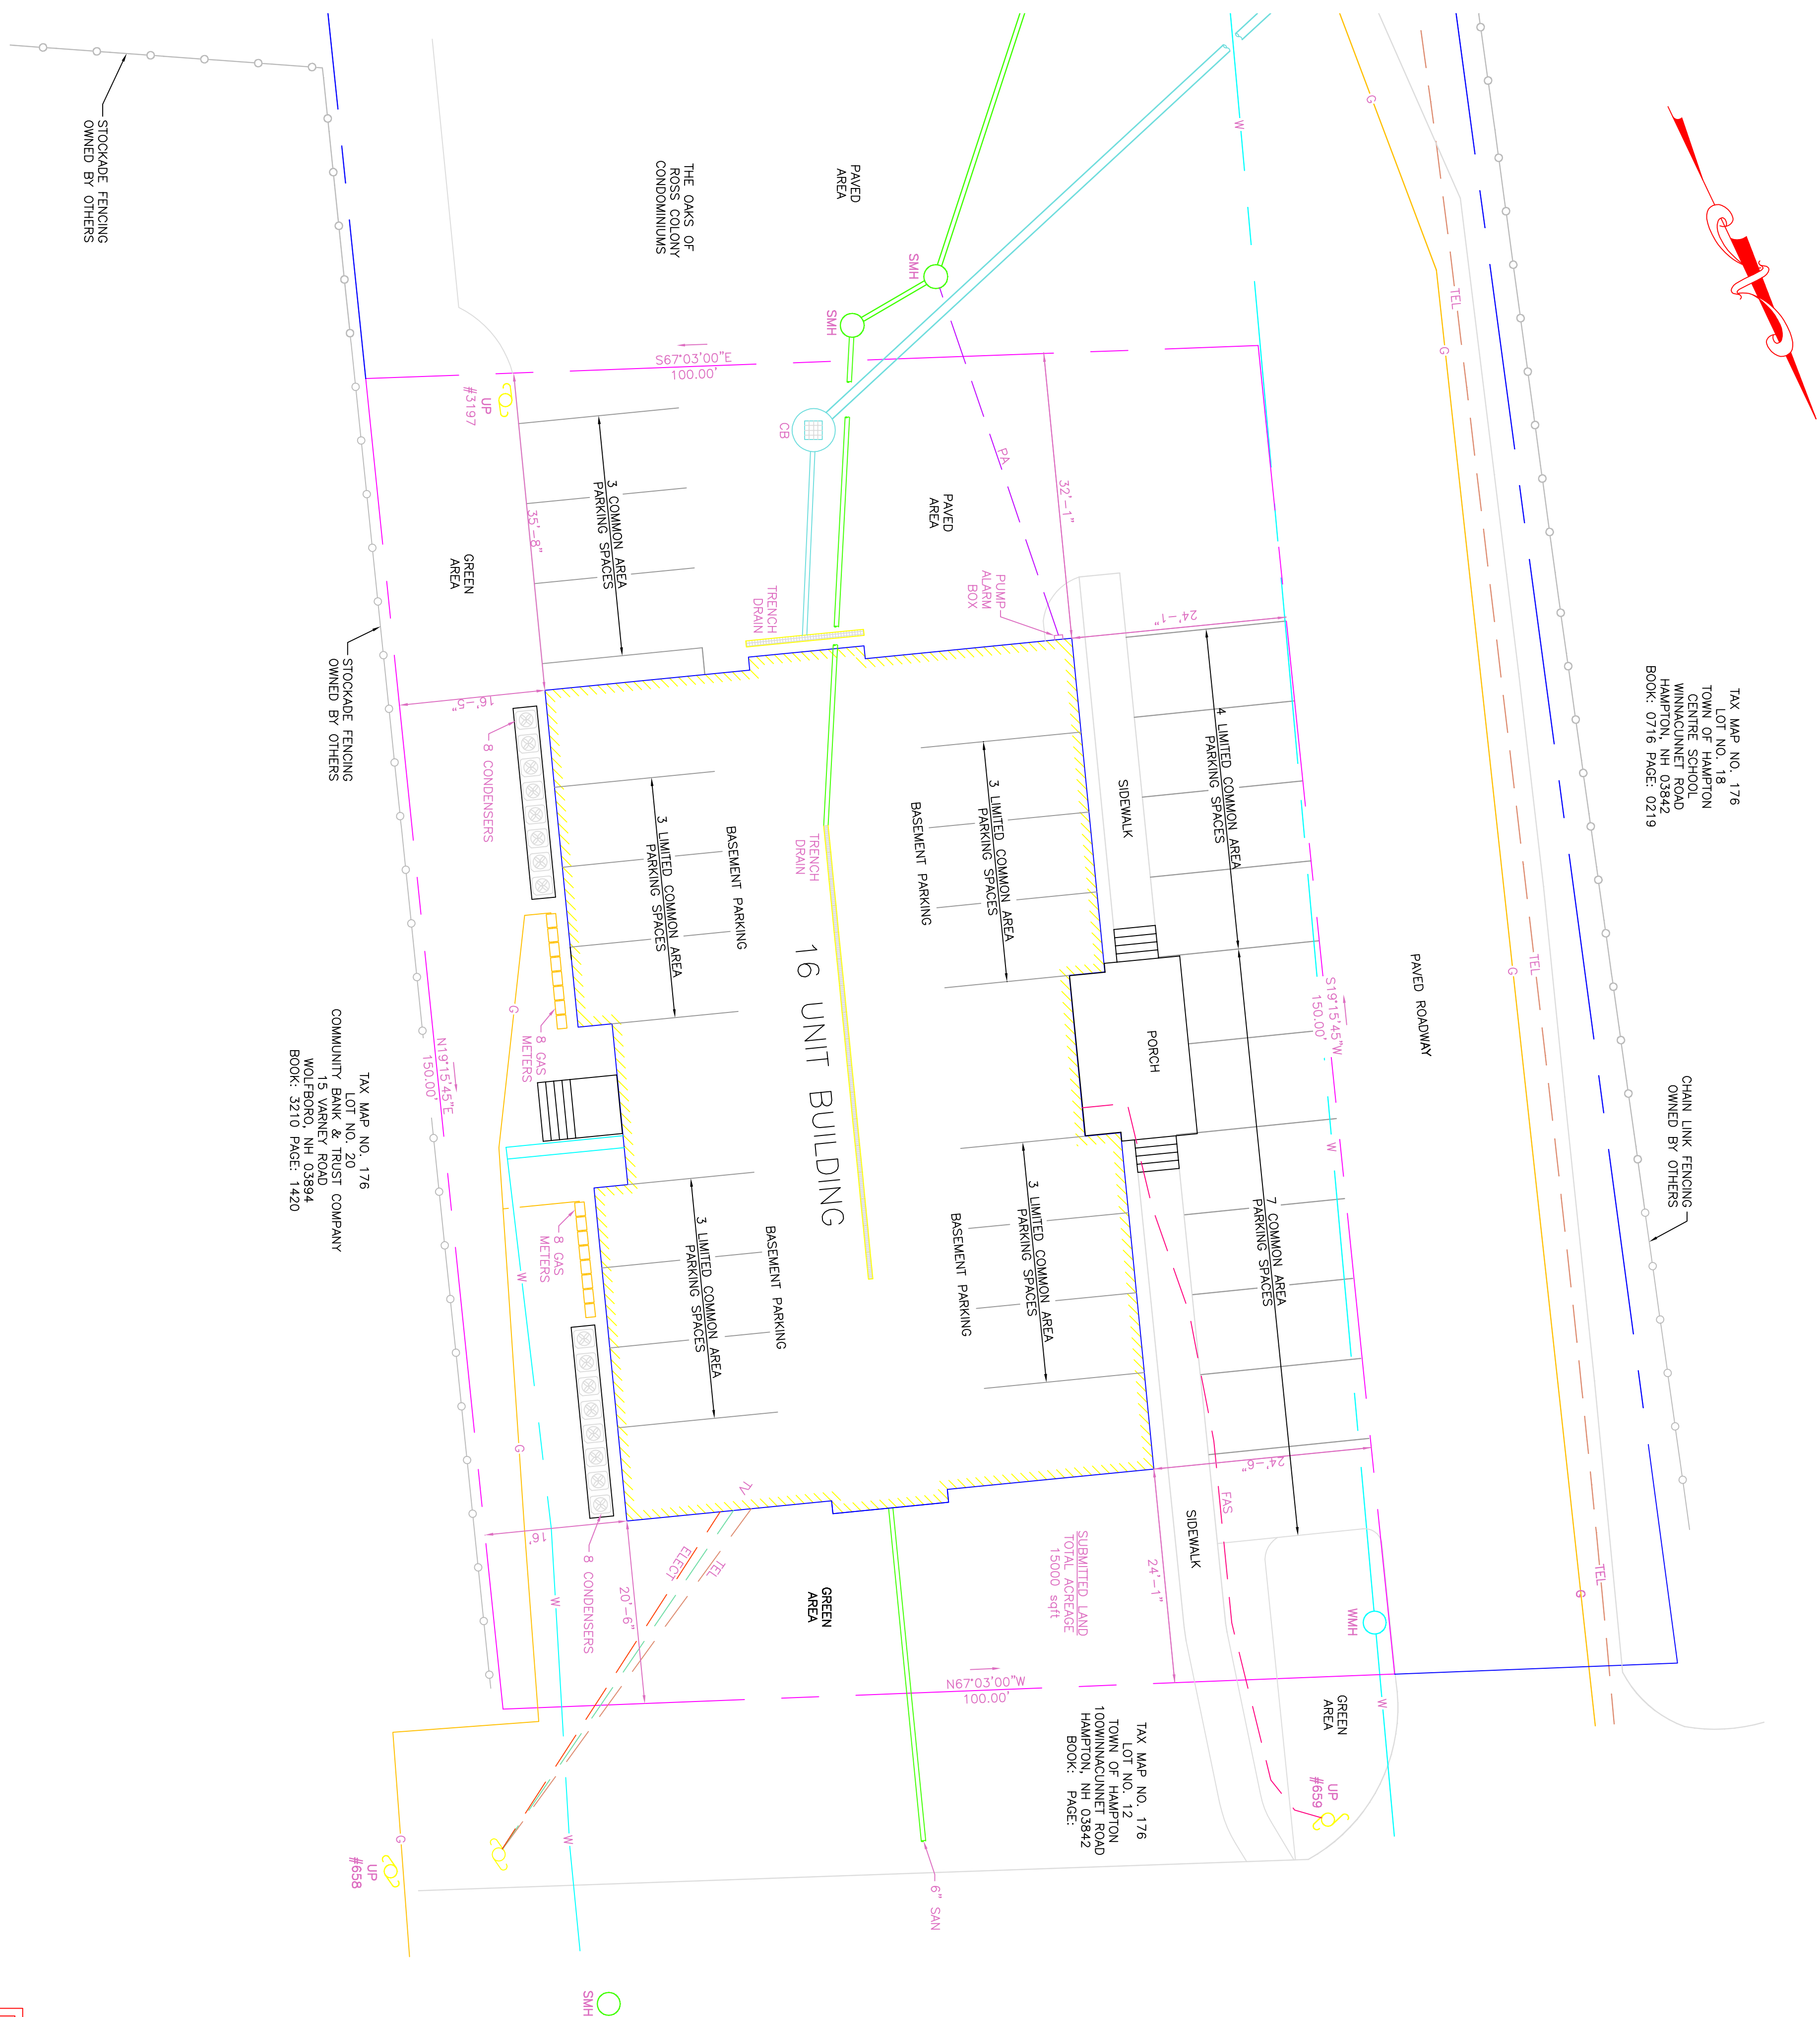 TAX MAP NO. 176
LOT NO. 18
TOWN OF HAMPTON
CENTRE SCHOOL
WINNACUNNET ROAD
HAMPTON, NH 03842
BOOK: 0716 PAGE: 0219
CHAIN LINK FENCING
OWNED BY OTHERS
TEL
TEL
TEL
G
G
G
G
PAVED ROADWAY
W
W
W
WMH
S19°15'45"W
150.00'
GREEN
AREA
UP
#659
24'-1"
4 LIMITED COMMON AREA
PARKING SPACES
7 COMMON AREA
PARKING SPACES
24'-6"
FAS
SIDEWALK
SIDEWALK
PORCH
24'-1"
TAX MAP NO. 176
LOT NO. 12
TOWN OF HAMPTON
100WINNACUNNET ROAD
HAMPTON, NH 03842
BOOK: PAGE:
SUBMITTED LAND
TOTAL ACREAGE
15000 sqft
32'-1"
PA
PUMP
ALARM
BOX
3 LIMITED COMMON AREA
PARKING SPACES
3 LIMITED COMMON AREA
PARKING SPACES
BASEMENT PARKING
BASEMENT PARKING
N67°03'00"W
100.00'
6" SAN
PAVED
AREA
PAVED
AREA
SMH
SMH
CB
TRENCH
DRAIN
TRENCH
DRAIN
16 UNIT BUILDING
GREEN
AREA
THE OAKS OF
ROSS COLONY
CONDOMINIUMS
S67°03'00"E
100.00'
BASEMENT PARKING
BASEMENT PARKING
3 COMMON AREA
PARKING SPACES
3 LIMITED COMMON AREA
PARKING SPACES
3 LIMITED COMMON AREA
PARKING SPACES
TV
TEL
ELECT
20'-6"
35'-8"
UP
#3197
GREEN
AREA
16'-5"
8 CONDENSERS
8 GAS
METERS
8 GAS
METERS
8 CONDENSERS
16'
G
G
G
W
W
W
SMH
UP
#658
N19°15'45"E
150.00'
STOCKADE FENCING
OWNED BY OTHERS
TAX MAP NO. 176
LOT NO. 20
COMMUNITY BANK & TRUST COMPANY
15 VARNEY ROAD
WOLFBORO, NH 03894
BOOK: 3210 PAGE: 1420
STOCKADE FENCING
OWNED BY OTHERS